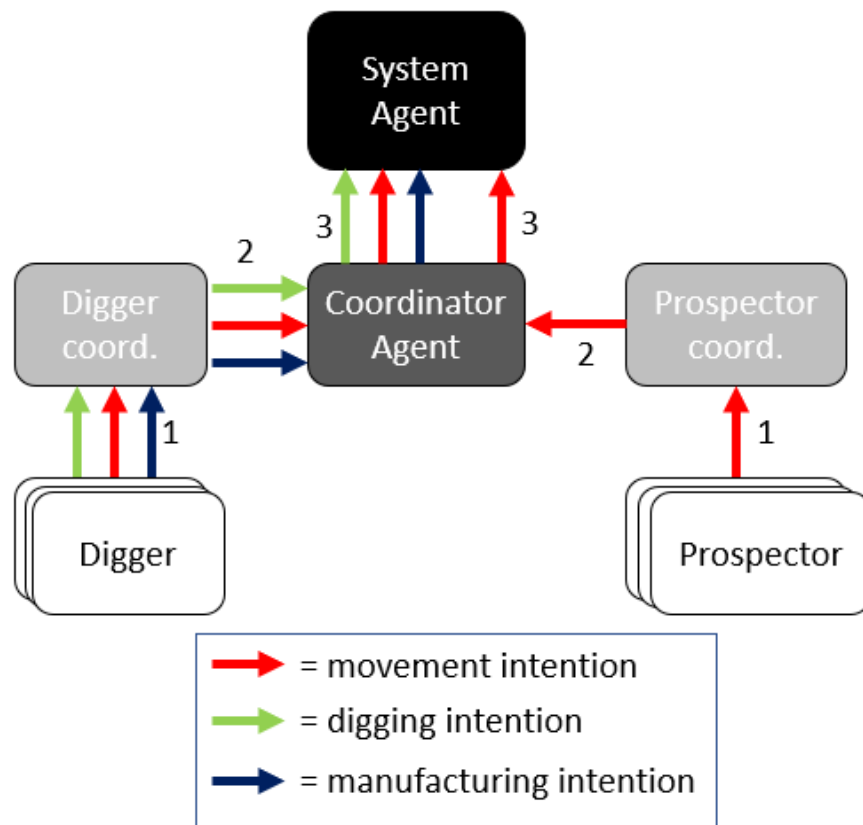 System
Agent
3
3
2
Digger
coord.
Coordinator
Agent
Prospector
coord.
2
1
1
Digger
Prospector
= movement intention
= digging intention
= manufacturing intention